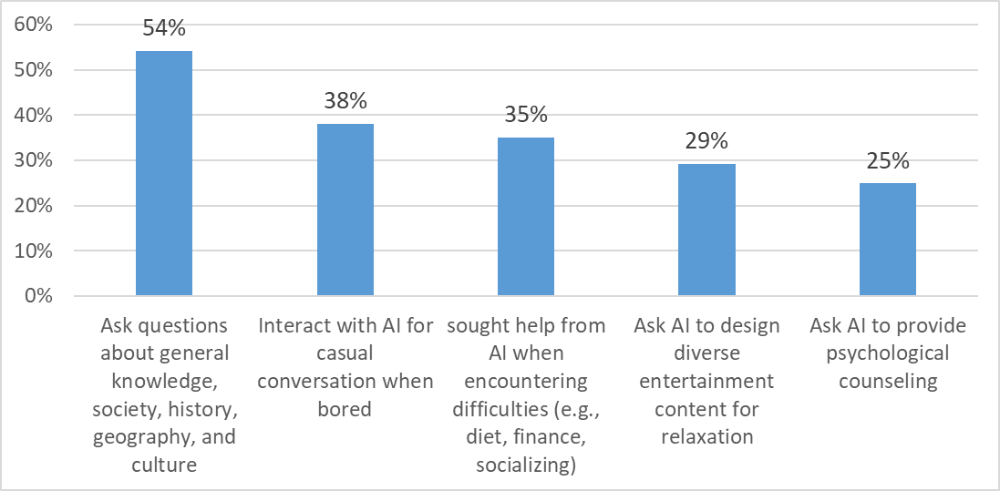 60%
54%
50%
38%
40%
35%
29%
30%
25%
20%
10%
0%
Ask questions
about general
knowledge,
society, history,
geography, and
culture
Interact with AI for
casual
conversation when
bored
sought help from
AI when
encountering
difficulties (e.g.,
diet, finance,
socializing)
Ask AI to design
diverse
entertainment
content for
relaxation
Ask AI to provide
psychological
counseling